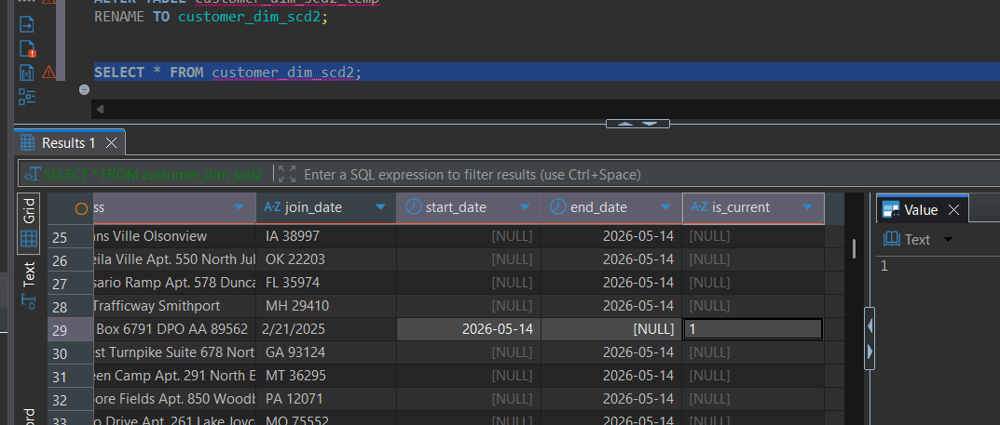 ALTER TABLE customer_dim_scd2_temp
RENAME TO customer_dim_scd2;
SELECT * FROM customer_dim_scd2;
Results 1
SELECT * FROM customer_dim_scd2
Enter a SQL expression to filter results (use Ctrl+Space)
Grid
Text
ss A-Z join_date start_date end_date A-Z is_current
25 ans Ville Olsonview IA 38997 [NULL] 2026-05-14 [NULL]
26 eila Ville Apt. 550 North Jul OK 22203 [NULL] 2026-05-14 [NULL]
27 sario Ramp Apt. 578 Dunca FL 35974 [NULL] 2026-05-14 [NULL]
28 Trafficway Smithport MH 29410 [NULL] 2026-05-14 [NULL]
29 Box 6791 DPO AA 89562 2/21/2025 2026-05-14 [NULL] 1
30 est Turnpike Suite 678 Nort GA 93124 [NULL] 2026-05-14 [NULL]
31 een Camp Apt. 291 North E MT 36295 [NULL] 2026-05-14 [NULL]
32 ore Fields Apt. 850 Woodb PA 12071 [NULL] 2026-05-14 [NULL]
33 o Drive Apt. 261 Lake Joyc MO 75552 [NULL] 2026-05-14 [NULL]
Value
Text
1